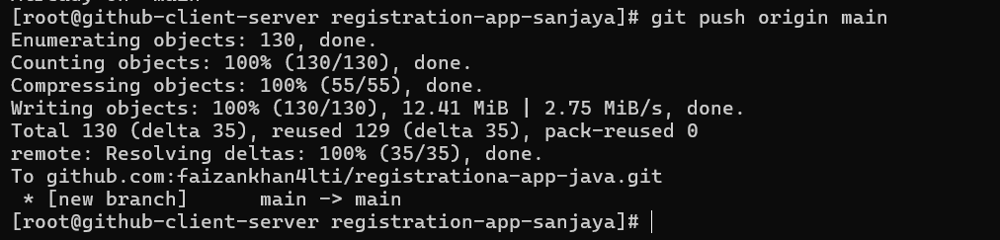 [root@github-client-server registration-app-sanjaya]# git push origin main
Enumerating objects: 130, done.
Counting objects: 100% (130/130), done.
Compressing objects: 100% (55/55), done.
Writing objects: 100% (130/130), 12.41 MiB | 2.75 MiB/s, done.
Total 130 (delta 35), reused 129 (delta 35), pack-reused 0
remote: Resolving deltas: 100% (35/35), done.
To github.com:faizankhan4lti/registrationa-app-java.git
 * [new branch]      main -> main
[root@github-client-server registration-app-sanjaya]#